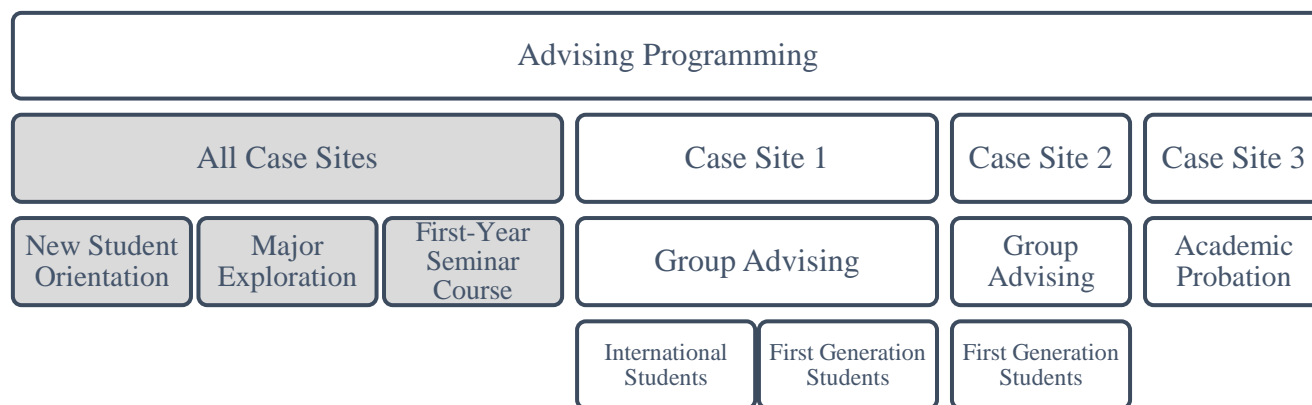 Advising Programming
All Case Sites
Case Site 1
Case Site 2
Case Site 3
New Student
Orientation
Major
Exploration
First-Year
Seminar
Course
Group Advising
Group
Advising
Academic
Probation
International
Students
First Generation
Students
First Generation
Students